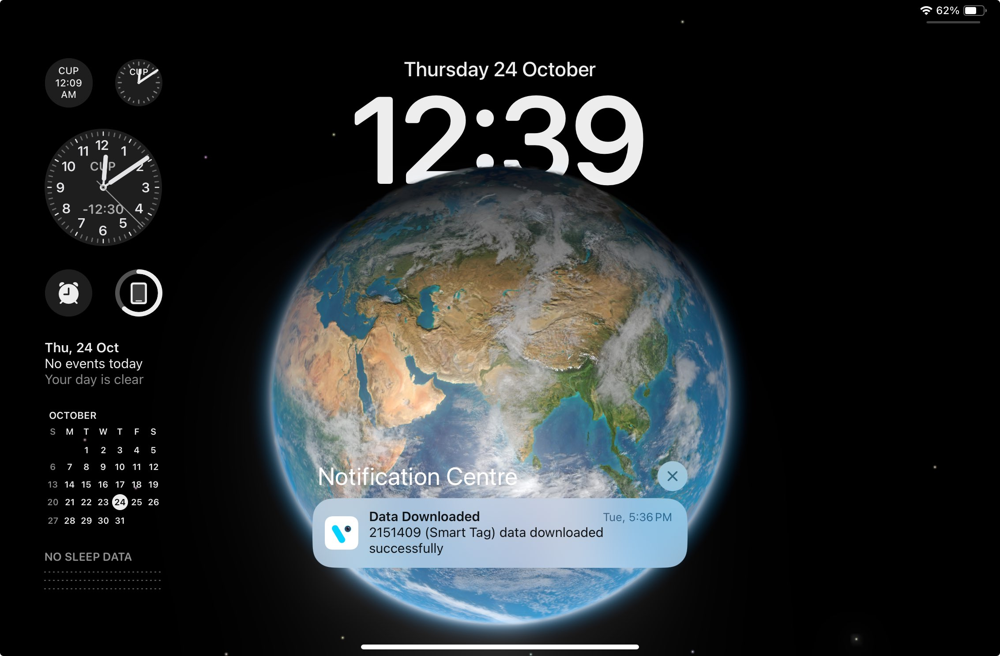 62%
Thursday 24 October
12:39
CUP
12:09
AM
CUP
12
11 1
10 CUP 2
9 3
8 -12:30 4
7 5
6
Thu, 24 Oct
No events today
Your day is clear
OCTOBER
S M T W T F S
1 2 3 4 5
6 7 8 9 10 11 12
13 14 15 16 17 18 19
20 21 22 23 24 25 26
27 28 29 30 31
NO SLEEP DATA
Notification Centre
Data Downloaded Tue, 5:36 PM
2151409 (Smart Tag) data downloaded
successfully